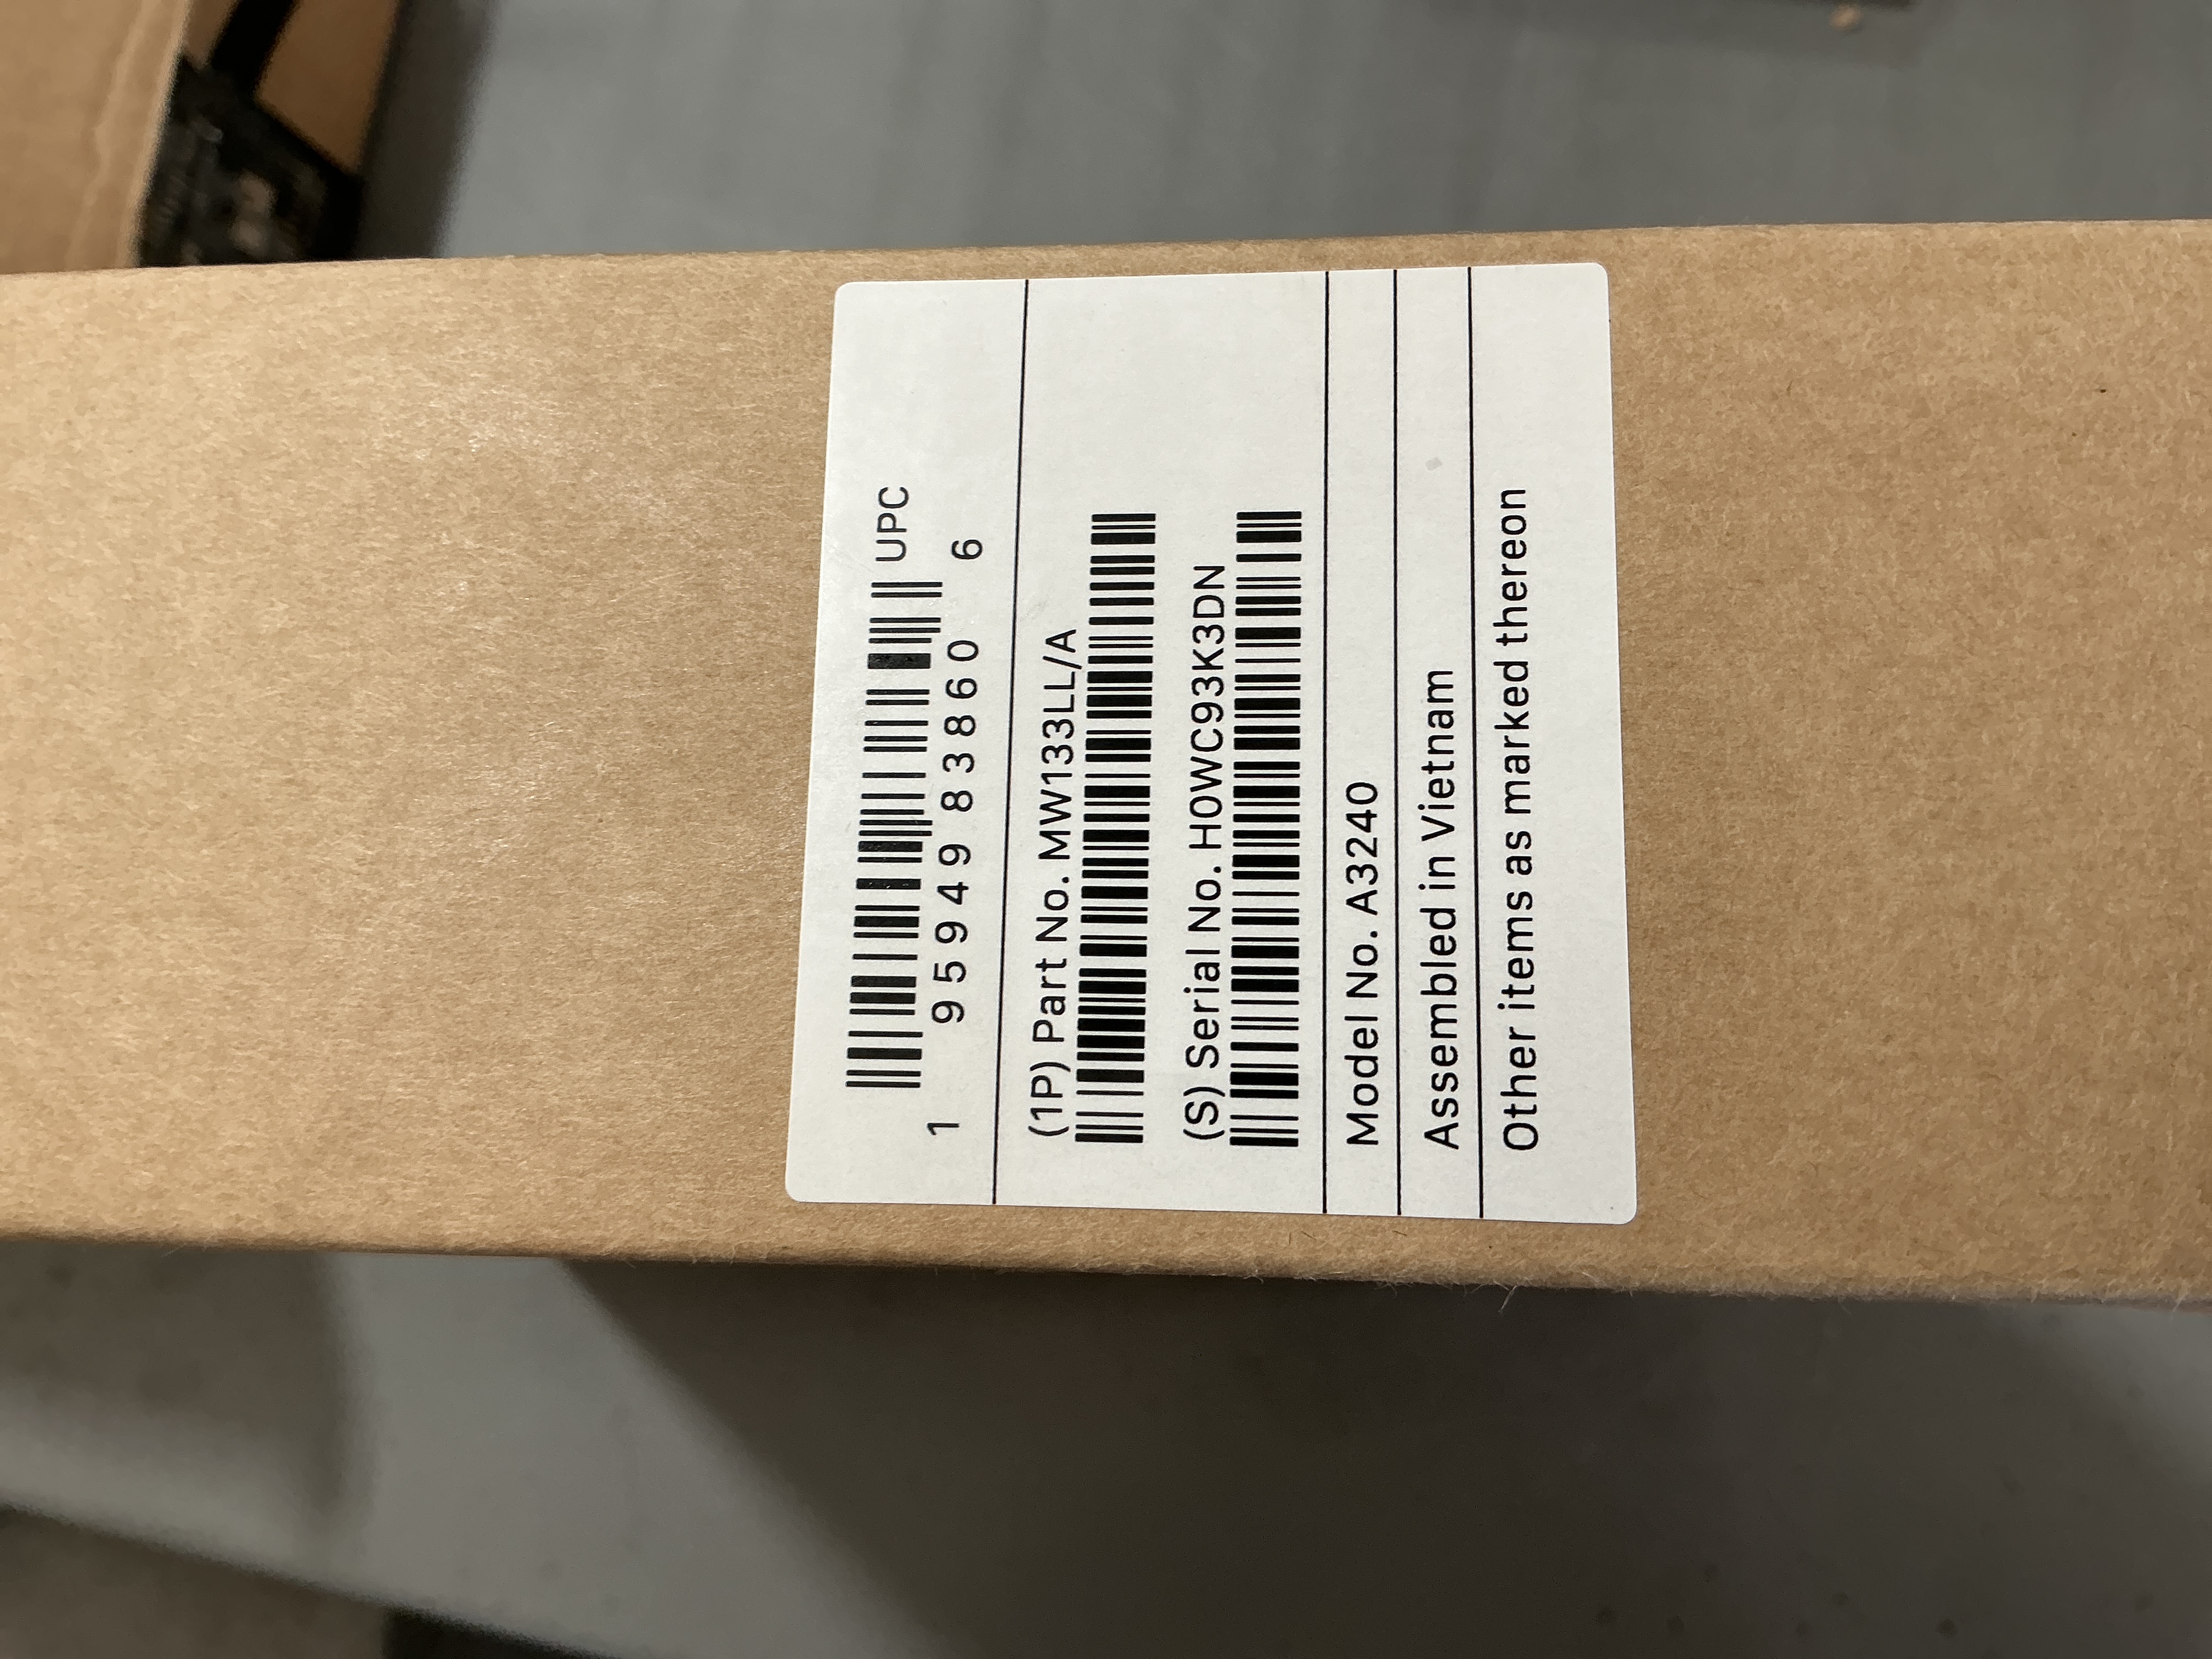 UPC
1 95949 83860 6
(1P) Part No. MW133LL/A
(S) Serial No. H0WC93K3DN
Model No. A3240
Assembled in Vietnam
Other items as marked thereon